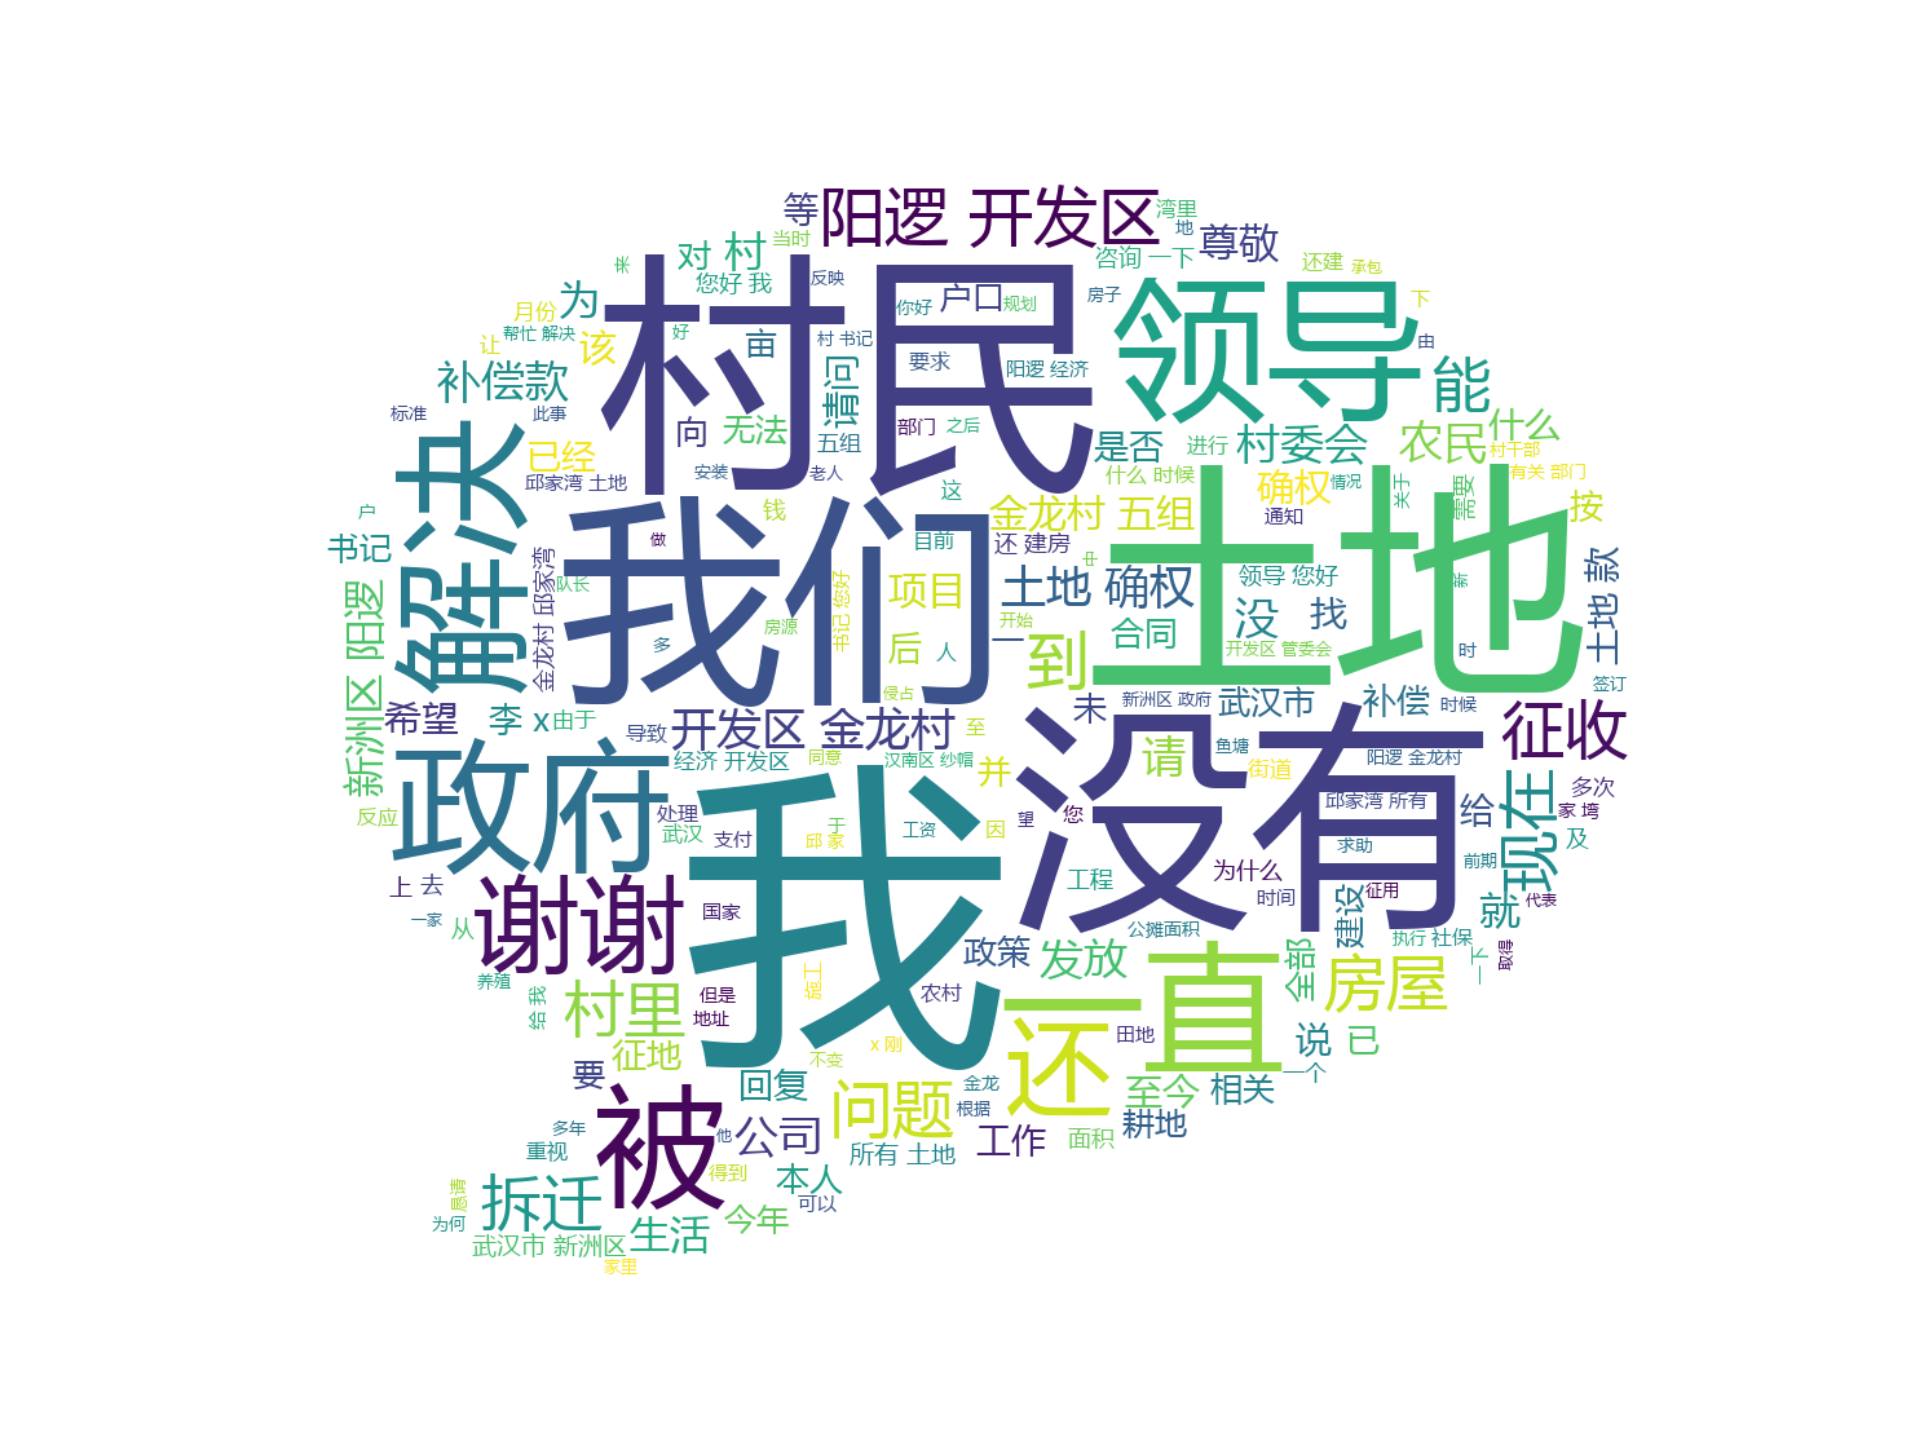 等
阳逻 开发区
湾里
地
尊敬
对 村
当时
来
咨询 一下
还建
承包
为
您好 我
反映
村民
领导
你好
户口
规划
房子
下
月份
帮忙 解决
让
好
该
亩
村 书记
请问
要求
阳逻 经济
由
能
补偿款
标准
此事
向
无法
五组
部门
之后
是否
进行
村委会
农民
什么
村干部
有关 部门
解决
已经
安装
老人
邱家湾 土地
什么 时候
土地
确权
情况
关于
需要
按
钱
这
金龙村 五组
通知
户
书记
我们
做
目前
还 建房
中
金龙村 邱家湾
队长
书记 您好
项目
土地 确权
领导 您好
新
土地 款
新洲区 阳逻
房源
开始
没
找
合同
多
后
人
一
到
开发区 管委会
时
侵占
签订
希望
李 x
由于
导致
开发区 金龙村
至
未
新洲区 政府
武汉市
补偿
时候
征收
没有
政府
经济 开发区
同意
汉南区 纱帽
并
请
鱼塘
街道
阳逻 金龙村
现在
多次
反应
处理
武汉
支付
我
于
邱 家
工资
因
望
您
邱家湾 所有
给
家 塆
及
求助
上
去
工程
为什么
时间
征用
前期
一家
从
谢谢
国家
公摊面积
建设
就
代表
政策
发放
一直
全部
执行 社保
一下
取得
养殖
给 我
村里
但是
地址
施工
农村
房屋
征地
不变
x 刚
还
田地
说
已
要
回复
问题
金龙
根据
至今
相关
一个
被
多年
重视
他
公司
所有 土地
工作
面积
耕地
恳请
为何
拆迁
得到
本人
可以
生活
今年
武汉市 新洲区
家里